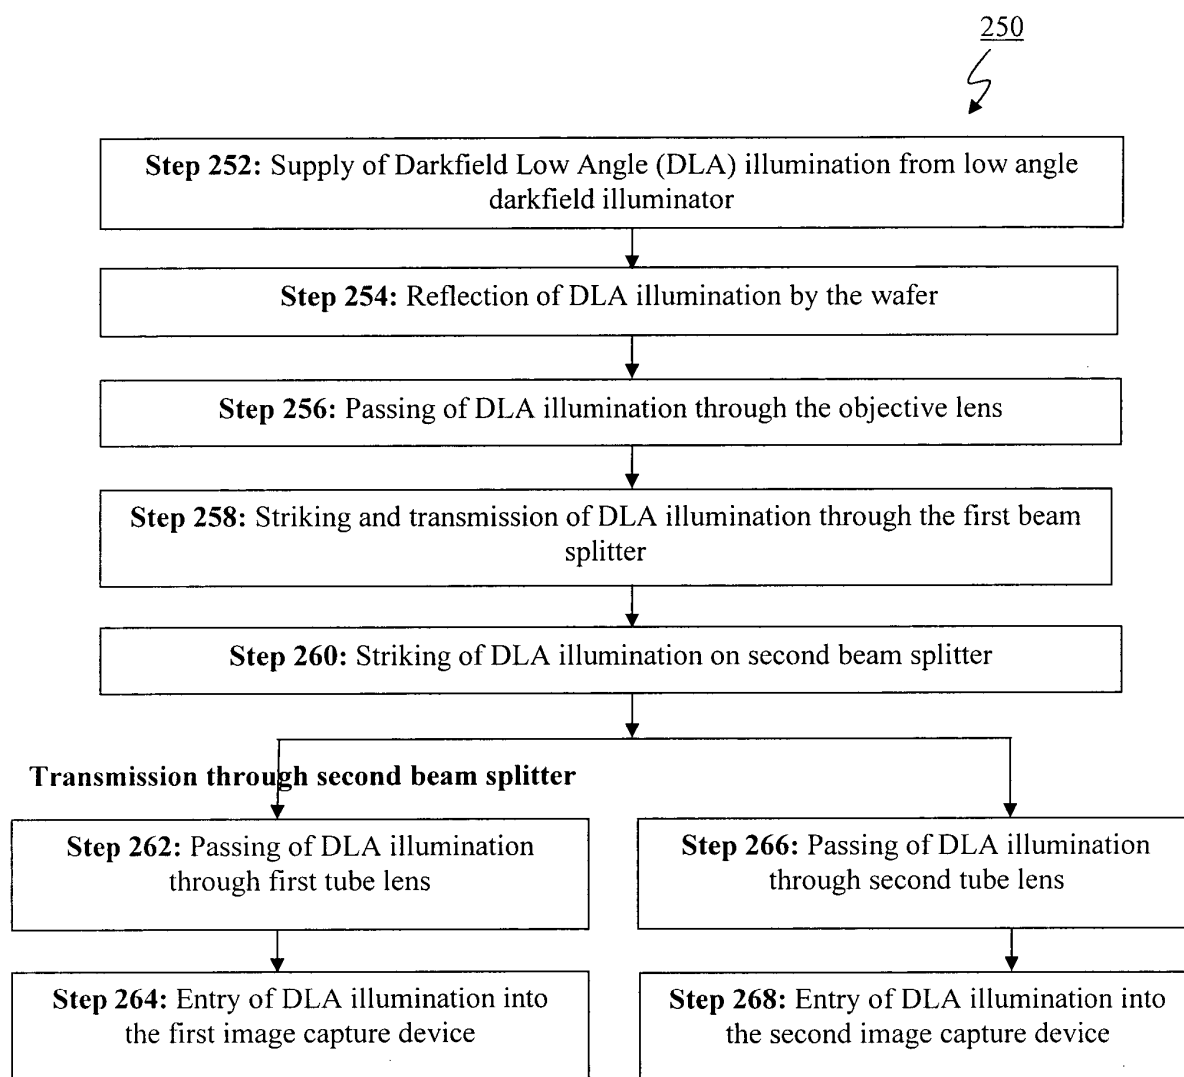 250
Step 252: Supply of Darkfield Low Angle (DLA) illumination from low angle
darkfield illuminator
Step 254: Reflection of DLA illumination by the wafer
Step 256: Passing of DLA illumination through the objective lens
Step 258: Striking and transmission of DLA illumination through the first beam
splitter
Step 260: Striking of DLA illumination on second beam splitter
Transmission through second beam splitter
Step 262: Passing of DLA illumination
through first tube lens
Step 266: Passing of DLA illumination
through second tube lens
Step 264: Entry of DLA illumination into
the first image capture device
Step 268: Entry of DLA illumination into
the second image capture device